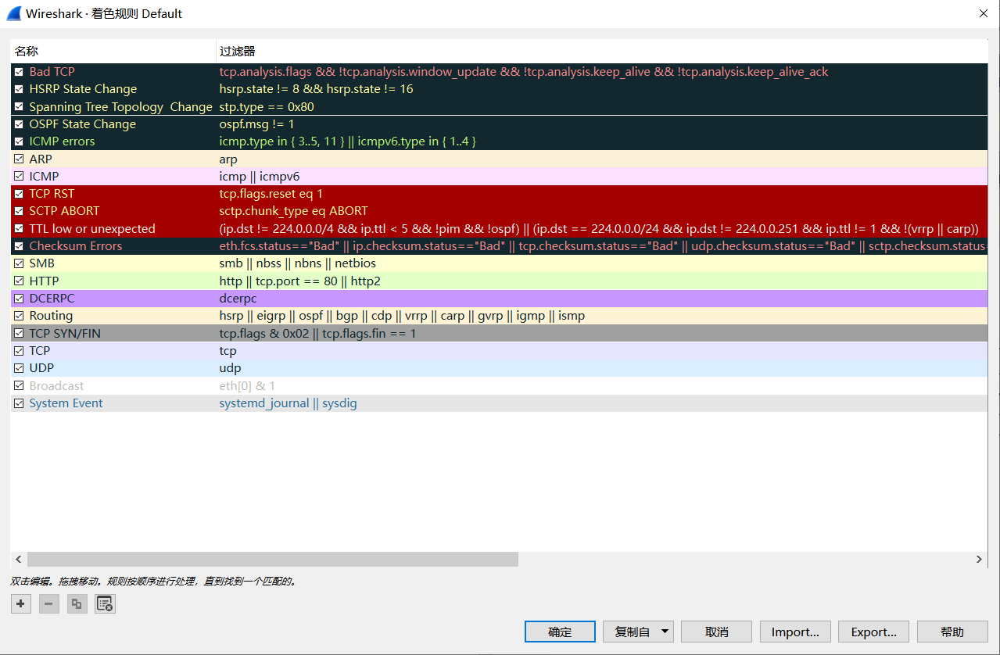 Wireshark · 着色规则 Default
名称 过滤器
Bad TCP tcp.analysis.flags && !tcp.analysis.window_update && !tcp.analysis.keep_alive && !tcp.analysis.keep_alive_ack
HSRP State Change hsrp.state != 8 && hsrp.state != 16
Spanning Tree Topology  Change stp.type == 0x80
OSPF State Change ospf.msg != 1
ICMP errors icmp.type in { 3..5, 11 } || icmpv6.type in { 1..4 }
ARP arp
ICMP icmp || icmpv6
TCP RST tcp.flags.reset eq 1
SCTP ABORT sctp.chunk_type eq ABORT
TTL low or unexpected (ip.dst != 224.0.0.0/4 && ip.ttl < 5 && !pim && !ospf) || (ip.dst == 224.0.0.0/24 && ip.dst != 224.0.0.251 && ip.ttl != 1 && !(vrrp || carp))
Checksum Errors eth.fcs.status=="Bad" || ip.checksum.status=="Bad" || tcp.checksum.status=="Bad" || udp.checksum.status=="Bad" || sctp.checksum.status=
SMB smb || nbss || nbns || netbios
HTTP http || tcp.port == 80 || http2
DCERPC dcerpc
Routing hsrp || eigrp || ospf || bgp || cdp || vrrp || carp || gvrp || igmp || ismp
TCP SYN/FIN tcp.flags & 0x02 || tcp.flags.fin == 1
TCP tcp
UDP udp
Broadcast eth[0] & 1
System Event systemd_journal || sysdig
双击编辑。拖拽移动。规则按顺序进行处理，直到找到一个匹配的。
确定 复制自 取消 Import... Export... 帮助